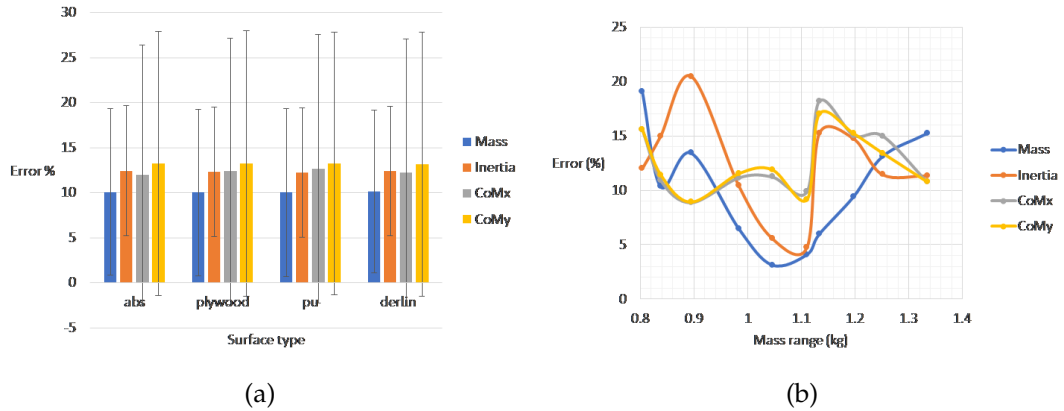 30
25
20
15
10
5
0
-5
Error %
abs plywood pu derlin
Surface type
Mass
Inertia
CoMx
CoMy
(a)
25
20
15
10
5
0
Error (%)
0.8 0.9 1 1.1 1.2 1.3 1.4
Mass range (kg)
Mass
Inertia
CoMx
CoMy
(b)